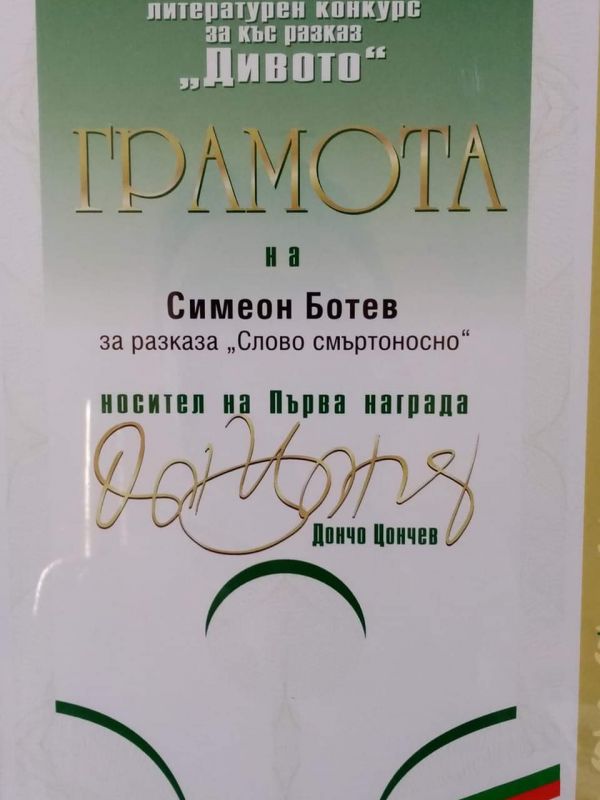 литературен конкурс
за къс разказ
„Дивото“
ГРАМОТА
на
Симеон Ботев
за разказа „Слово смъртоносно“
носител на Първа награда
Дончо Цончев